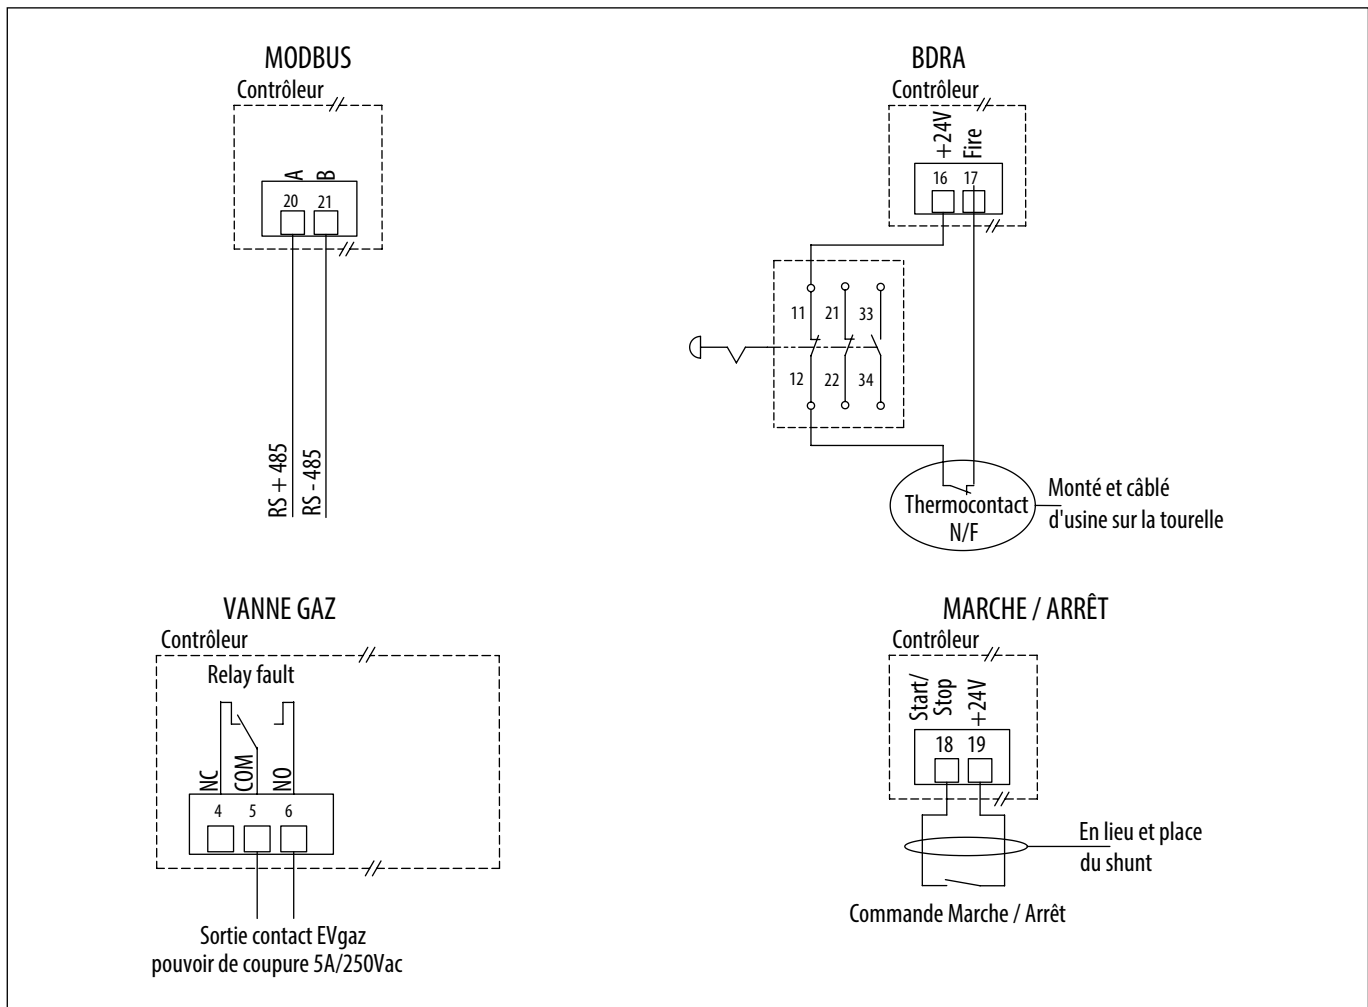 MODBUS
Contrôleur
A
B
20 21
RS + 485
RS - 485
BDRA
Contrôleur
+24V
Fire
16 17
11 21 33
12 22 34
Thermocontact
N/F
Monté et câblé
d'usine sur la tourelle
VANNE GAZ
Contrôleur
Relay fault
NC
COM
NO
4 5 6
Sortie contact EVgaz
pouvoir de coupure 5A/250Vac
MARCHE / ARRÊT
Contrôleur
Start/
Stop
+24V
18 19
En lieu et place
du shunt
Commande Marche / Arrêt